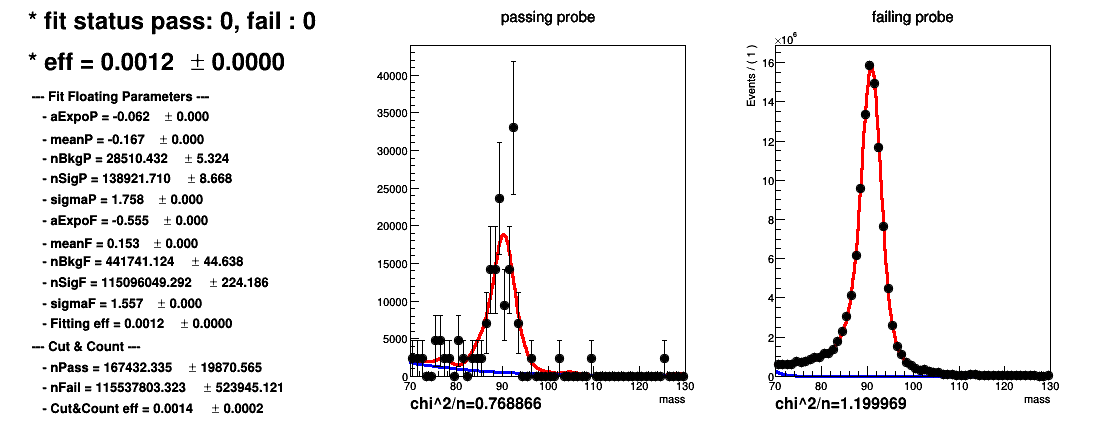 * fit status pass: 0, fail : 0
* eff = 0.0012 ± 0.0000
--- Fit Floating Parameters ---
- aExpoP = -0.062 ± 0.000
- meanP = -0.167 ± 0.000
- nBkgP = 28510.432 ± 5.324
- nSigP = 138921.710 ± 8.668
- sigmaP = 1.758 ± 0.000
- aExpoF = -0.555 ± 0.000
- meanF = 0.153 ± 0.000
- nBkgF = 441741.124 ± 44.638
- nSigF = 115096049.292 ± 224.186
- sigmaF = 1.557 ± 0.000
- Fitting eff = 0.0012 ± 0.0000
--- Cut & Count ---
- nPass = 167432.335 ± 19870.565
- nFail = 115537803.323 ± 523945.121
- Cut&Count eff = 0.0014 ± 0.0002
passing probe
40000
35000
30000
25000
20000
15000
10000
5000
0
70 80 90 100 110 120 130
mass
chi^2/n=0.768866
failing probe
×10⁶
Events / ( 1 )
16
14
12
10
8
6
4
2
0
70 80 90 100 110 120 130
mass
chi^2/n=1.199969